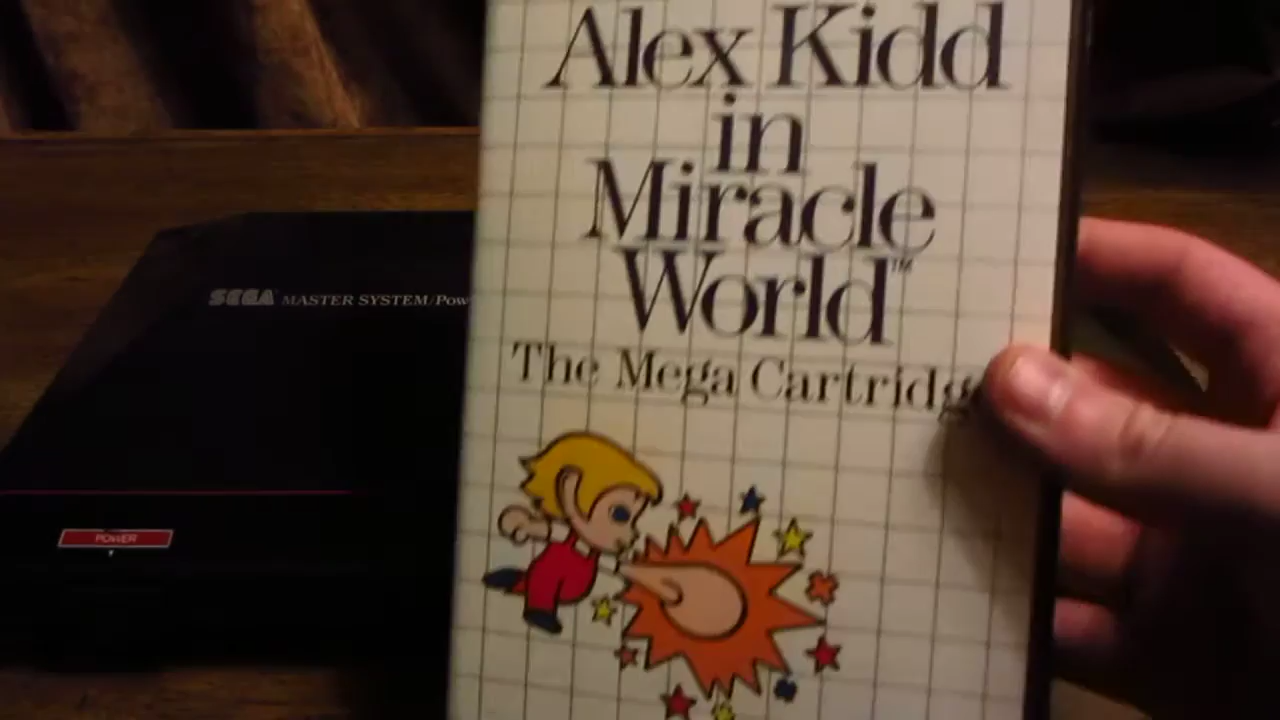 Alex Kidd
in
Miracle
World™
The Mega Cartridg
SEGA MASTER SYSTEM/Pow
POWER